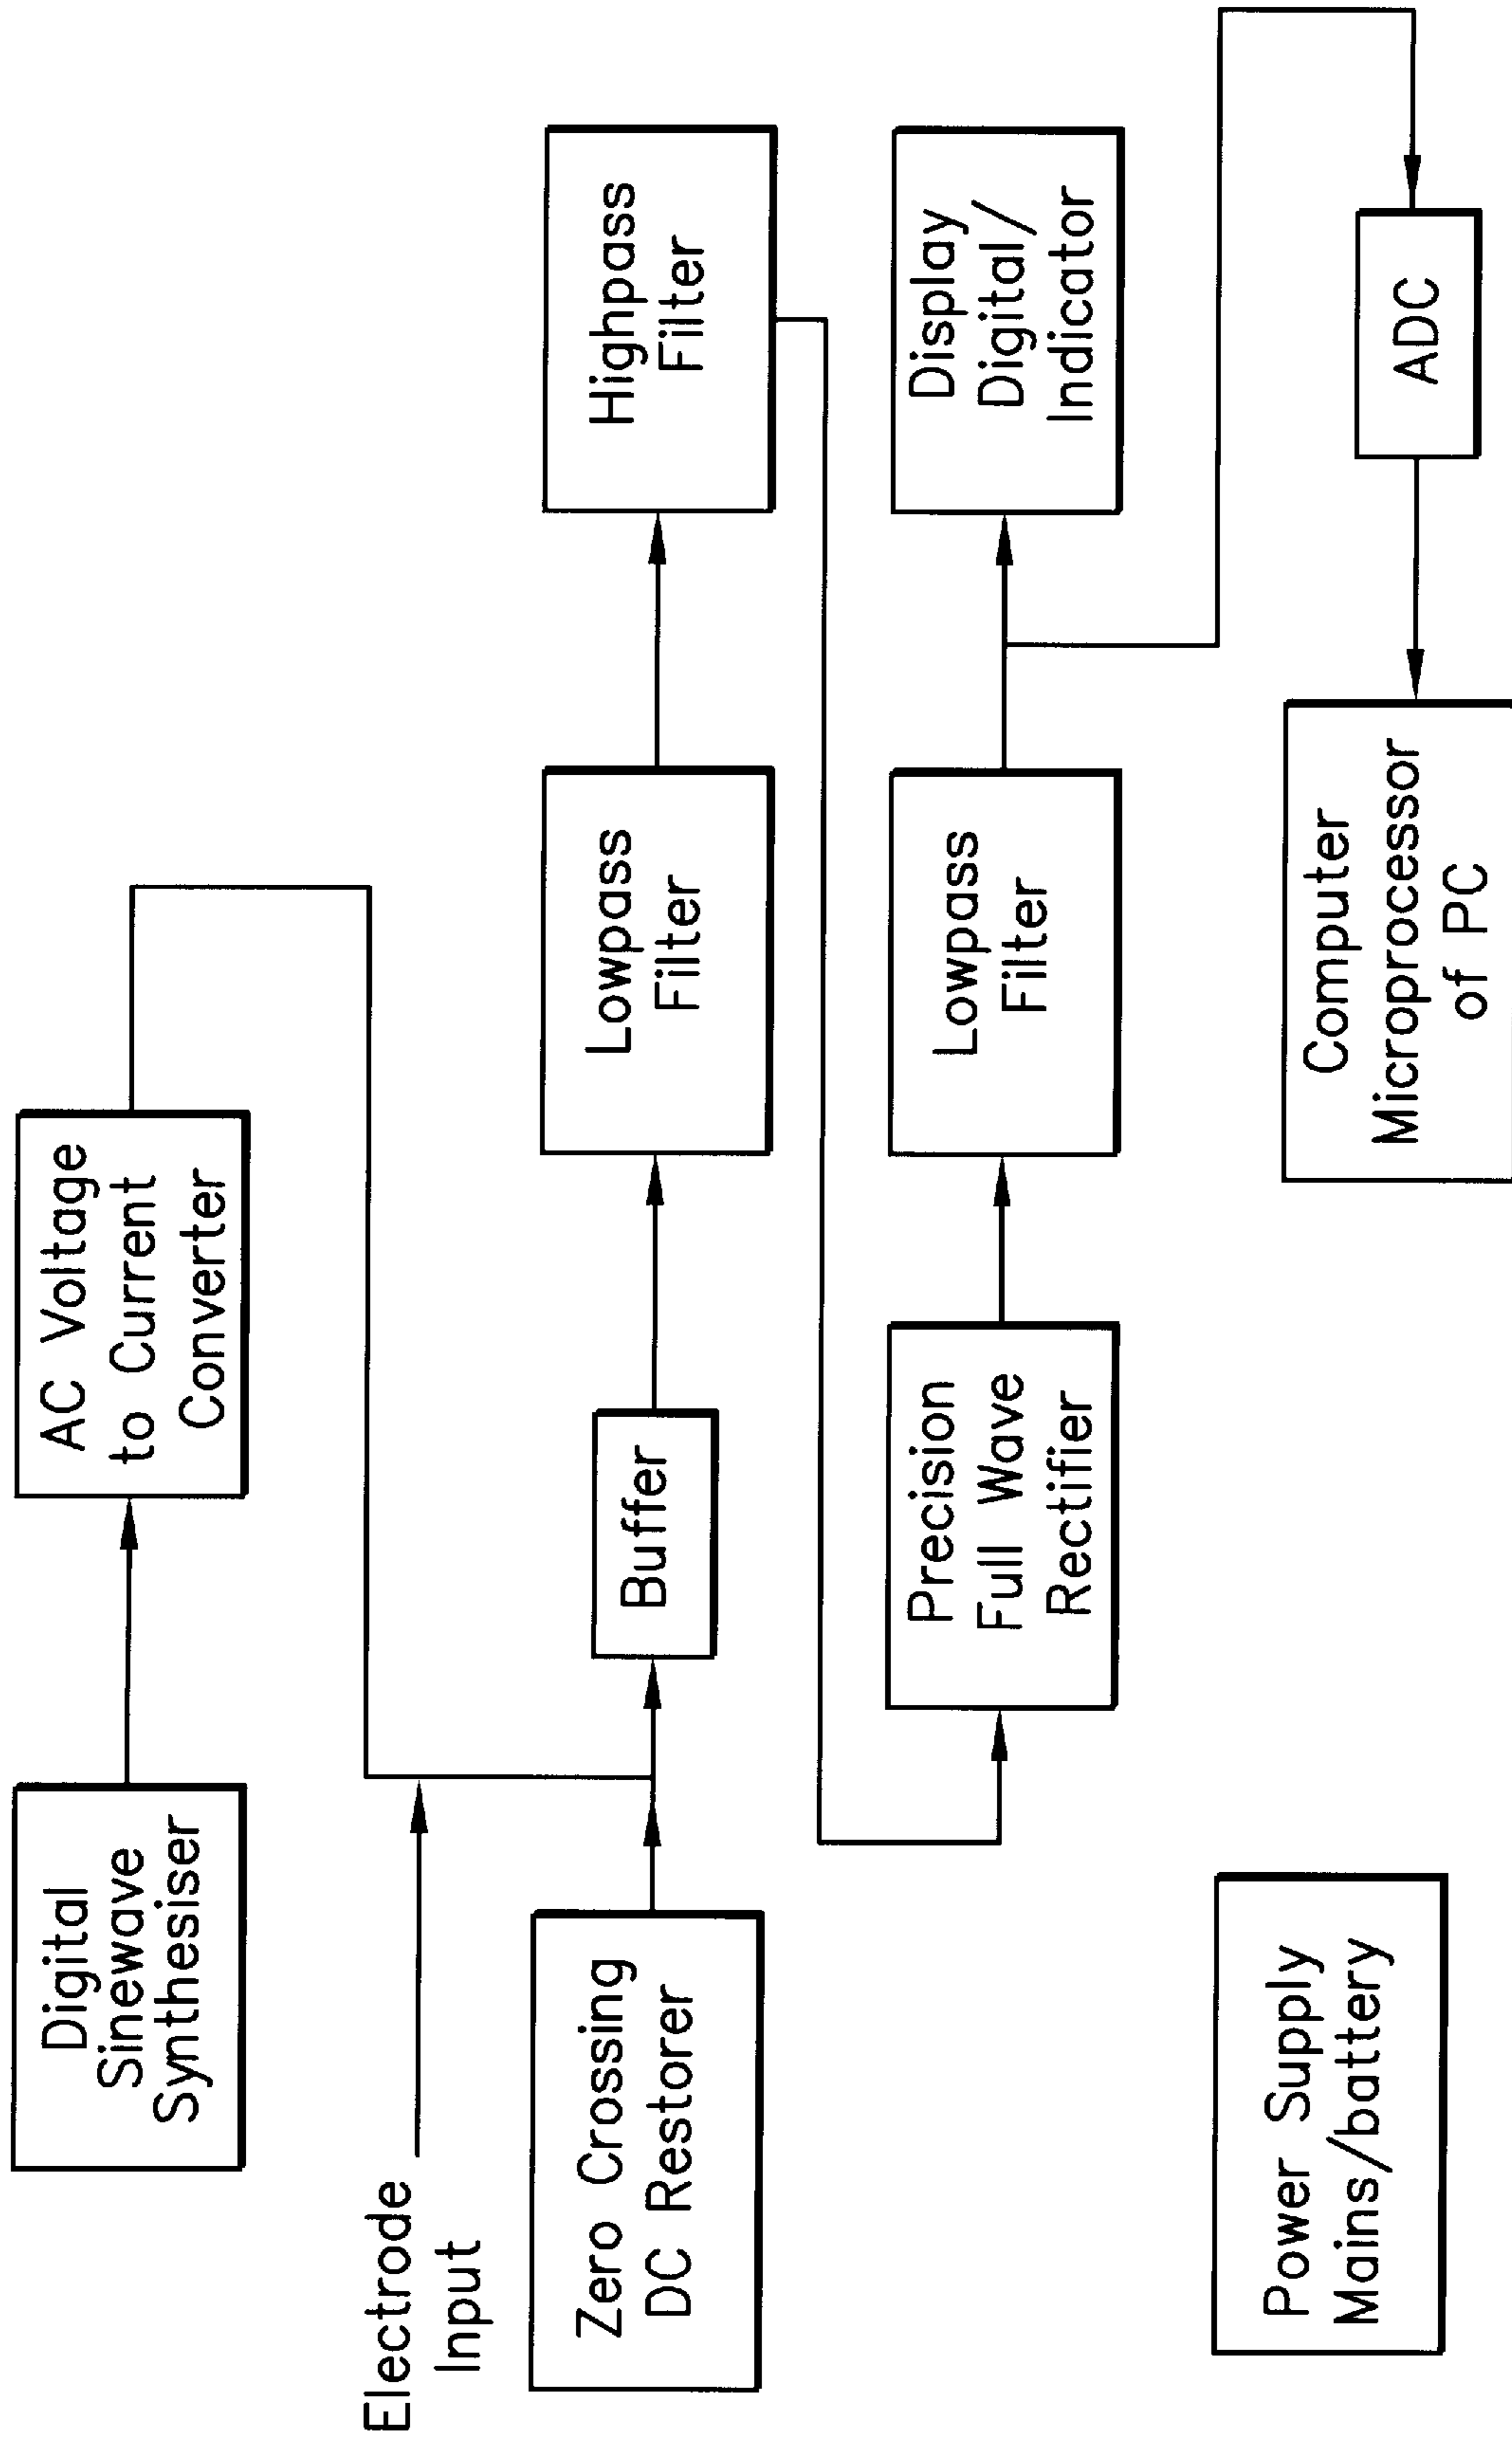 Digital
Sinewave
Synthesiser
AC Voltage
to Current
Converter
Electrode
Input
Zero Crossing
DC Restorer
Buffer
Lowpass
Filter
Highpass
Filter
Precision
Full Wave
Rectifier
Lowpass
Filter
Display
Digital/
Indicator
Power Supply
Mains/battery
Computer
Microprocessor
of PC
ADC